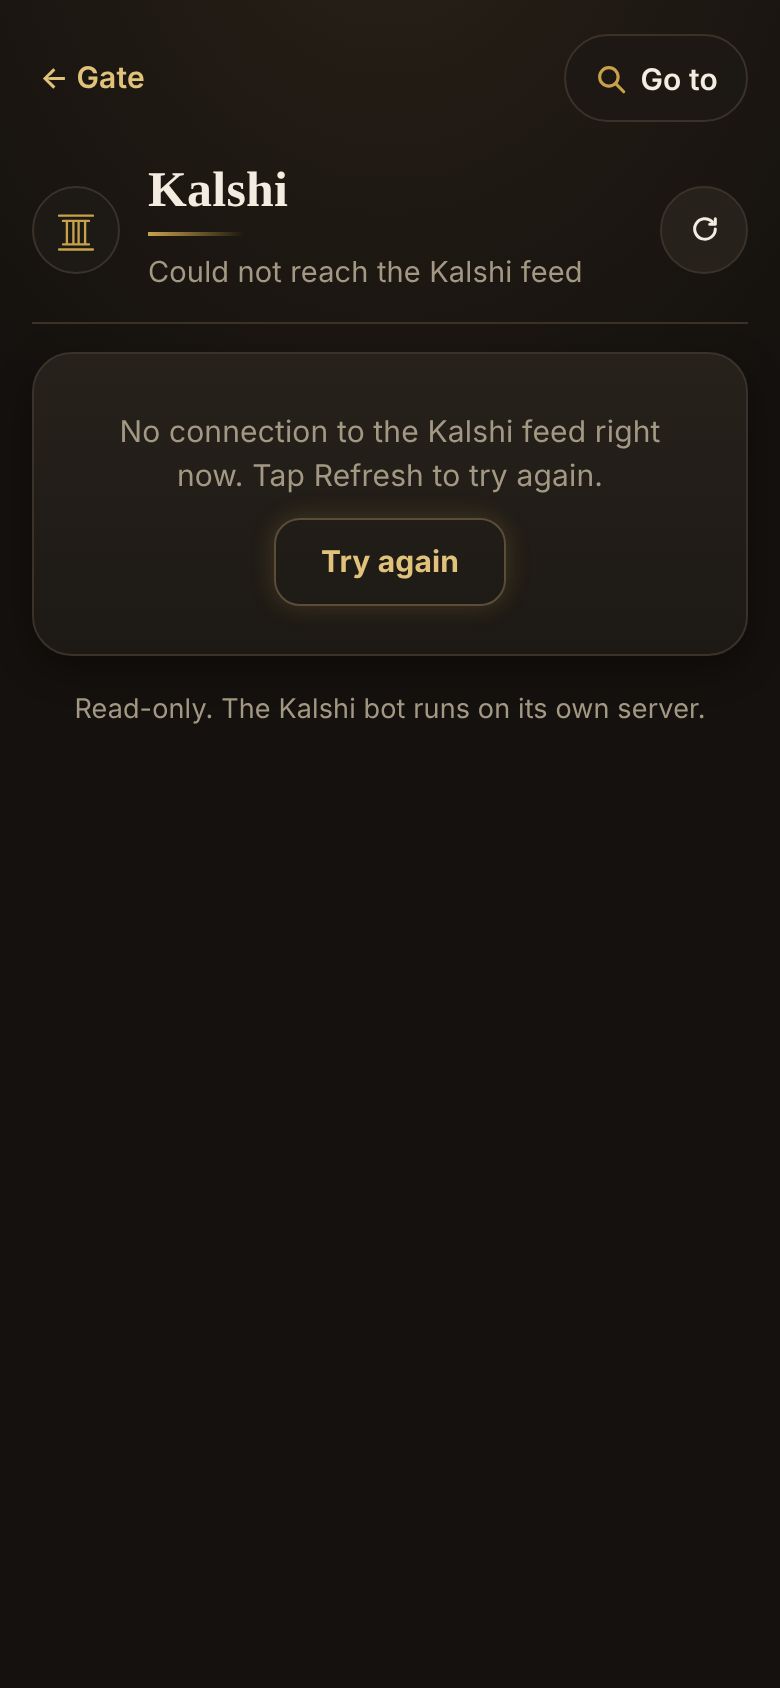 ← Gate
Go to
Kalshi
Could not reach the Kalshi feed
No connection to the Kalshi feed right
now. Tap Refresh to try again.
Try again
Read-only. The Kalshi bot runs on its own server.